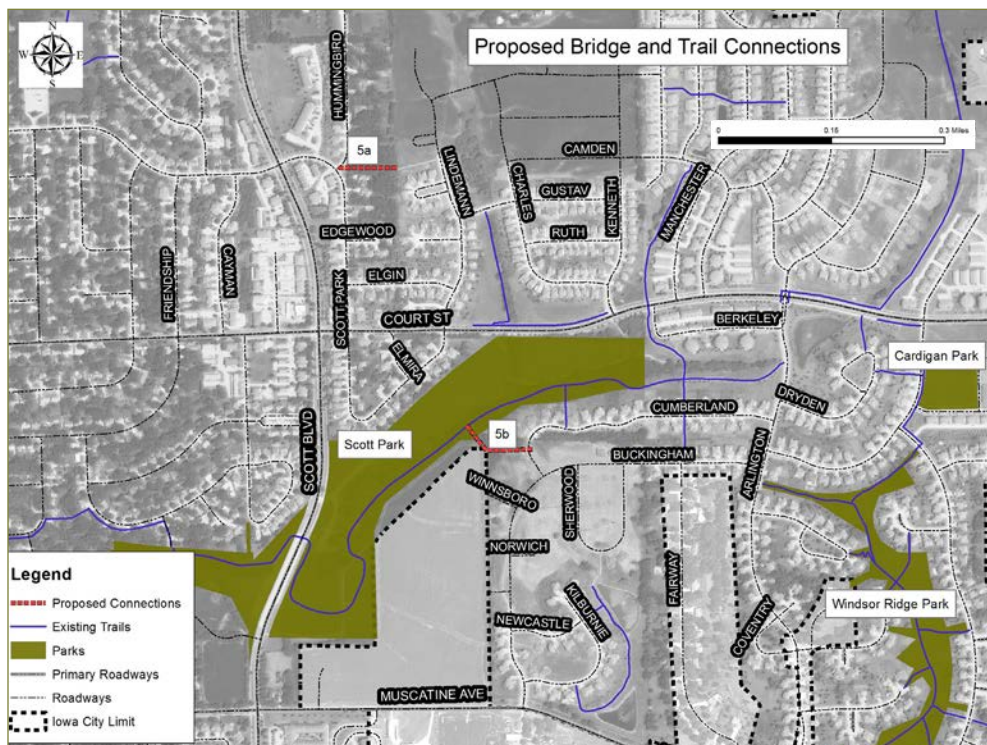 Proposed Bridge and Trail Connections
N
W
E
S
0
0.15
0.3 Miles
HUMMINGBIRD
5a
CAMDEN
LINDEMANN
CHARLES
GUSTAV
KENNETH
MANCHESTER
RUTH
EDGEWOOD
FRIENDSHIP
CAYMAN
ELGIN
SCOTT PARK
COURT ST
BERKELEY
ELMIRA
Cardigan Park
DRYDEN
CUMBERLAND
5b
Scott Park
SCOTT BLVD
BUCKINGHAM
ARLINGTON
WINNSBORO
SHERWOOD
NORWICH
FAIRWAY
KILBURNIE
NEWCASTLE
COVENTRY
Windsor Ridge Park
MUSCATINE AVE
Legend
Proposed Connections
Existing Trails
Parks
Primary Roadways
Roadways
Iowa City Limit